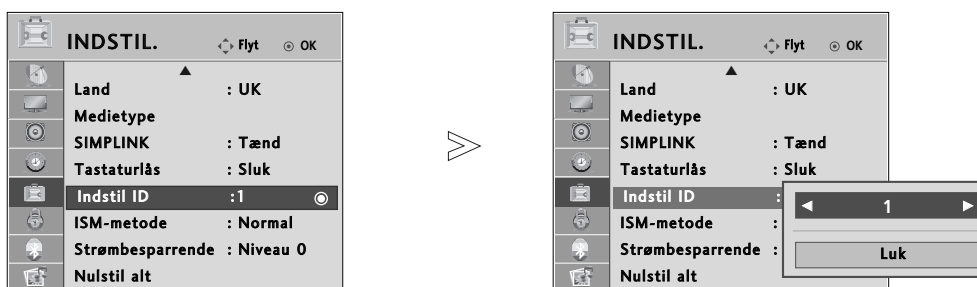 INDSTIL. Flyt OK
Land : UK
Medietype
SIMPLINK : Tænd
Tastaturlås : Sluk
Indstil ID :1
ISM-metode : Normal
Strømbesparrende : Niveau 0
Nulstil alt
INDSTIL. Flyt OK
Land : UK
Medietype
SIMPLINK : Tænd
Tastaturlås : Sluk
Indstil ID :
ISM-metode :
Strømbesparrende :
Nulstil alt
1
Luk